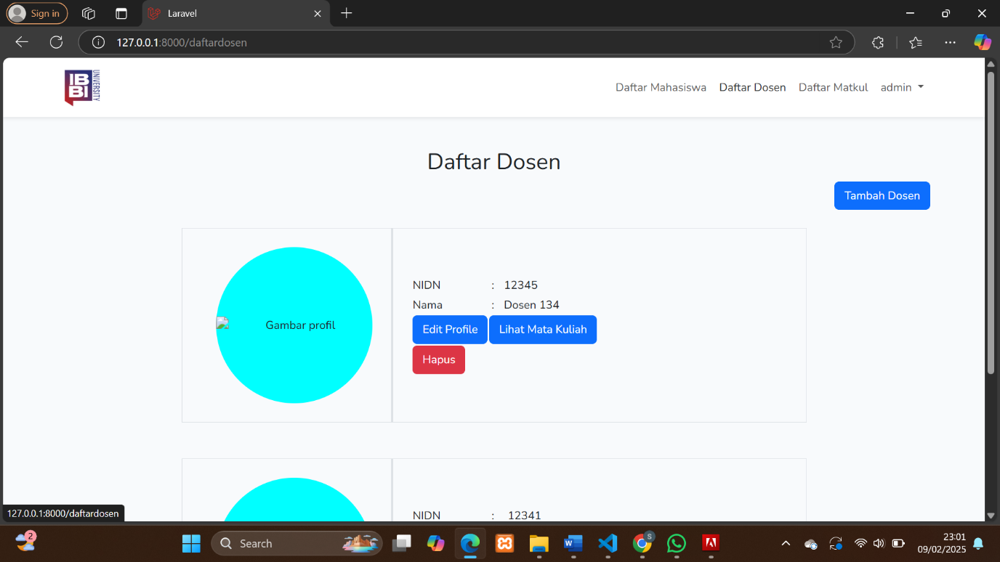 Sign in
Laravel
127.0.0.1:8000/daftardosen
IB
BI
UNIVERSITY
Daftar Mahasiswa Daftar Dosen Daftar Matkul admin
Daftar Dosen
Tambah Dosen
Gambar profil
NIDN : 12345
Nama : Dosen 134
Edit Profile Lihat Mata Kuliah
Hapus
NIDN : 12341
127.0.0.1:8000/daftardosen
2
Search
S
23:01
09/02/2025